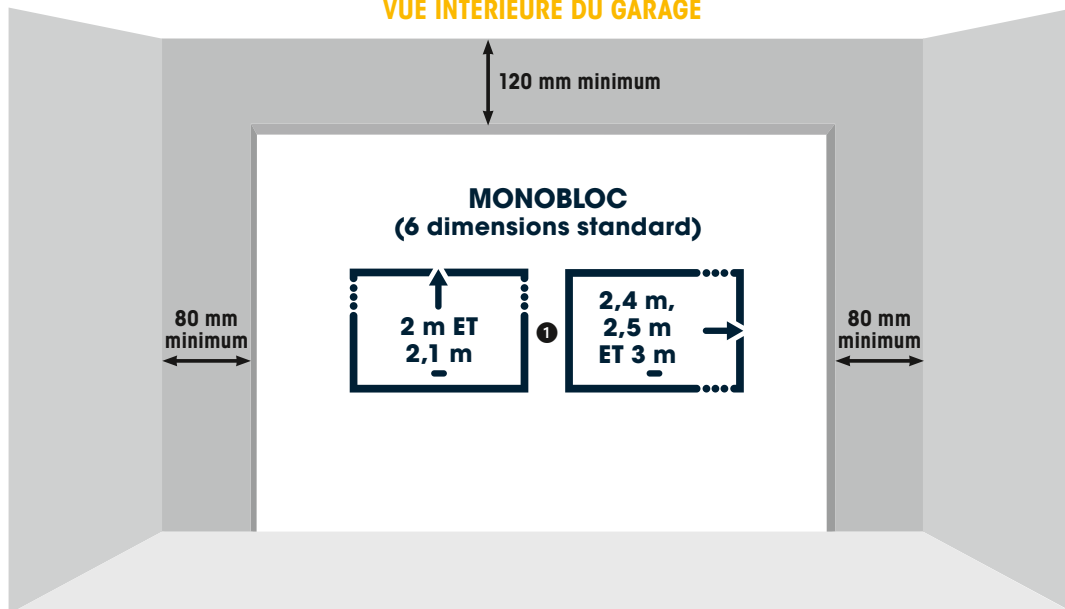 VUE INTÉRIEURE DU GARAGE
120 mm minimum
MONOBLOC
(6 dimensions standard)
2 m ET
2,1 m
1
2,4 m,
2,5 m
ET 3 m
80 mm
minimum
80 mm
minimum